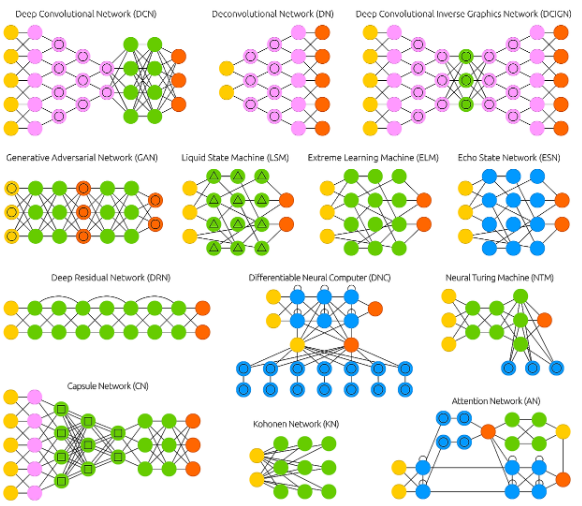 Deep Convolutional Network (DCN)
Deconvolutional Network (DN)
Deep Convolutional Inverse Graphics Network (DCIGN)
Generative Adversarial Network (GAN)
Liquid State Machine (LSM)
Extreme Learning Machine (ELM)
Echo State Network (ESN)
Deep Residual Network (DRN)
Differentiable Neural Computer (DNC)
Neural Turing Machine (NTM)
Capsule Network (CN)
Kohonen Network (KN)
Attention Network (AN)